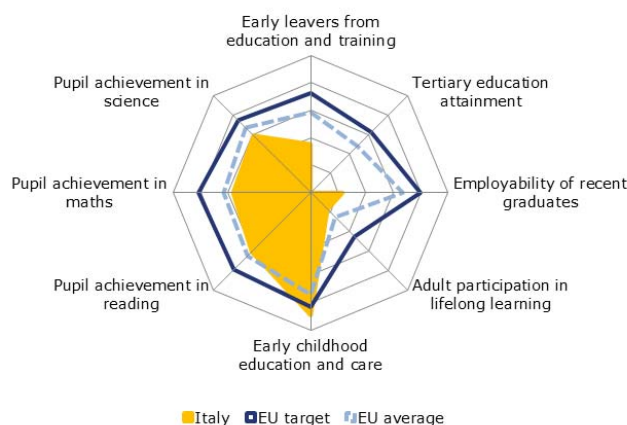 Early leavers from
education and training
Pupil achievement in
science
Tertiary education
attainment
Pupil achievement in
maths
Employability of recent
graduates
Pupil achievement in
reading
Adult participation in
lifelong learning
Early childhood
education and care
Italy EU target EU average